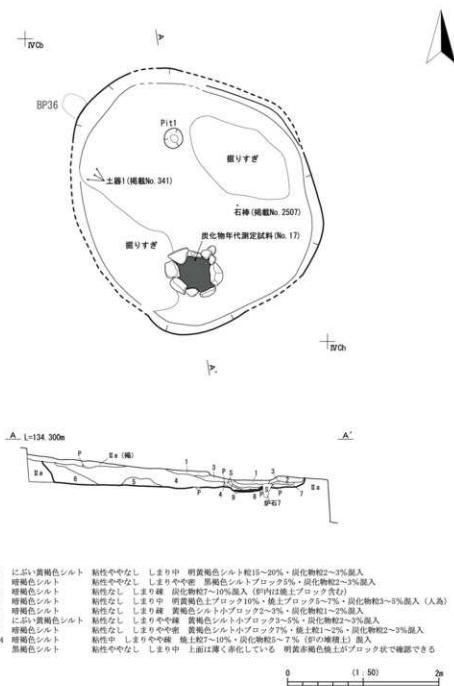 IVCb
A
BP36
Pit1
掘りすぎ
土器1(掲載No.341)
石棒(掲載No.2507)
掘りすぎ
炭化物年代測定試料(No.17)
IVCh
A'
A L=134.300m A'
P Ⅱa(褐) 1 3 P S 1 3 2
Ⅱa 6 5 4 P 4 9 8 P S P 7 Ⅱa
炉石7
にぶい黄褐色シルト 粘性ややなし しまり中 明黄褐色シルト粒15~20%・炭化物粒2~3%混入
暗褐色シルト 粘性ややなし しまりやや密 黒褐色シルトブロック5%・炭化物粒2~3%混入
暗褐色シルト 粘性なし しまり疎 炭化物粒7~10%混入(炉内は焼土ブロック含む)
暗褐色シルト 粘性なし しまり中 明黄褐色土ブロック10%・焼土ブロック5~7%・炭化物粒3~5%混入(人為)
暗褐色シルト 粘性なし しまり疎 黄褐色シルト小ブロック2~3%・炭化物粒1~2%混入
にぶい黄褐色シルト 粘性なし しまりやや疎 黄褐色シルト小ブロック3~5%・炭化物粒2~3%混入
暗褐色シルト 粘性なし しまりやや密 黄褐色シルト小ブロック7%・焼土粒1~2%・炭化物粒2~3%混入
4 暗褐色シルト 粘性中 しまりやや疎 焼土粒7~10%・炭化物粒5~7%(炉の堆積土)混入
黒褐色シルト 粘性ややなし しまり中 上面は薄く赤化している 明黄赤褐色焼土がブロック状で確認できる
0 (1:50) 2m